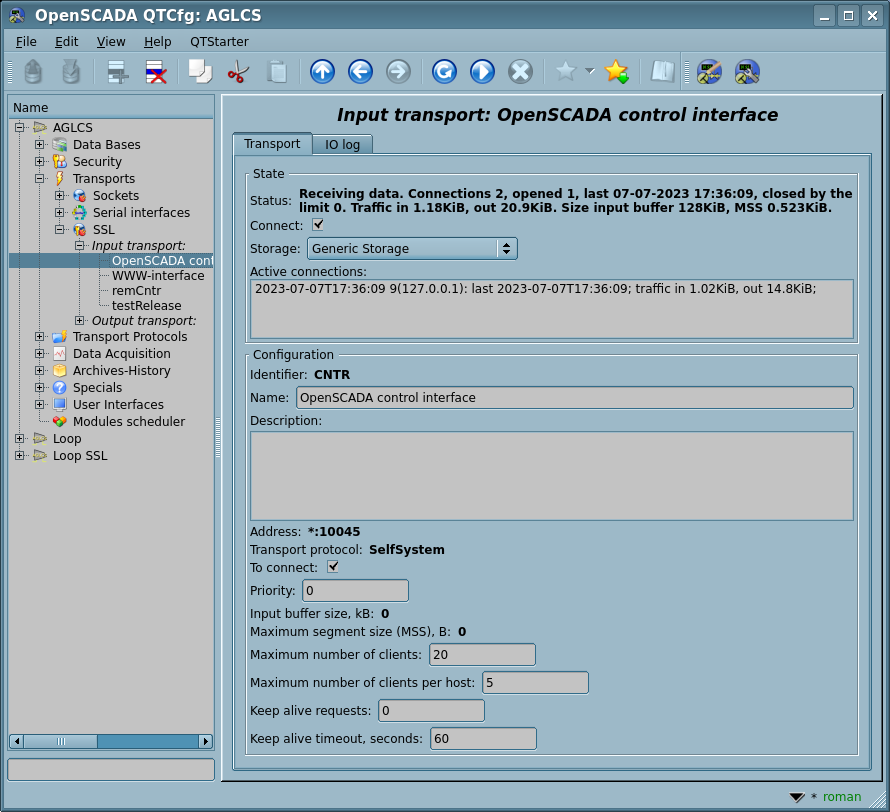 OpenSCADA QTCfg: AGLCS
File Edit View Help QTStarter
Name
AGLCS
Data Bases
Security
Transports
Sockets
Serial interfaces
SSL
Input transport:
OpenSCADA cont
WWW-interface
remCntr
testRelease
Output transport:
Transport Protocols
Data Acquisition
Archives-History
Specials
User Interfaces
Modules scheduler
Loop
Loop SSL
Input transport: OpenSCADA control interface
Transport IO log
State
Status: Receiving data. Connections 2, opened 1, last 07-07-2023 17:36:09, closed by the
limit 0. Traffic in 1.18KiB, out 20.9KiB. Size input buffer 128KiB, MSS 0.523KiB.
Connect:
Storage: Generic Storage
Active connections:
2023-07-07T17:36:09 9(127.0.0.1): last 2023-07-07T17:36:09; traffic in 1.02KiB, out 14.8KiB;
Configuration
Identifier: CNTR
Name: OpenSCADA control interface
Description:
Address: *:10045
Transport protocol: SelfSystem
To connect:
Priority: 0
Input buffer size, kB: 0
Maximum segment size (MSS), B: 0
Maximum number of clients: 20
Maximum number of clients per host: 5
Keep alive requests: 0
Keep alive timeout, seconds: 60
* roman